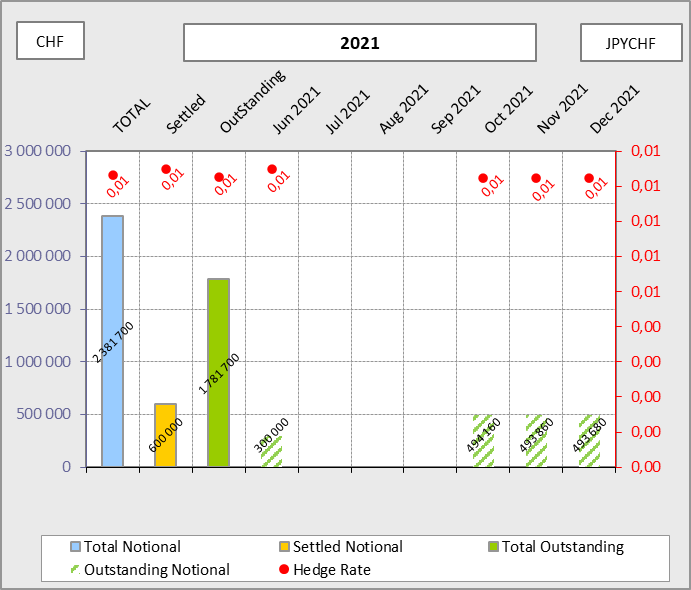 CHF
2021
JPYCHF
TOTAL
Settled
OutStanding
Jun 2021
Jul 2021
Aug 2021
Sep 2021
Oct 2021
Nov 2021
Dec 2021
3 000 000
2 500 000
2 000 000
1 500 000
1 000 000
500 000
0
0,01
0,01
0,01
0,01
0,01
0,00
0,00
0,00
0,00
0,00
0,01
0,01
0,01
0,01
0,01
0,01
0,01
2 381 700
600 000
1 781 700
300 000
494 160
493 860
493 680
Total Notional
Settled Notional
Total Outstanding
Outstanding Notional
Hedge Rate